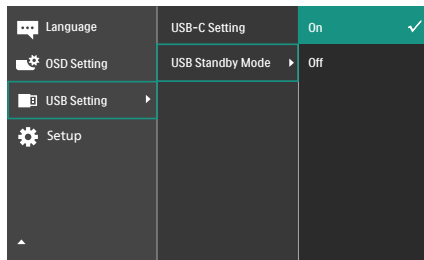 Language
OSD Setting
USB Setting
Setup
USB-C Setting
USB Standby Mode
On
Off